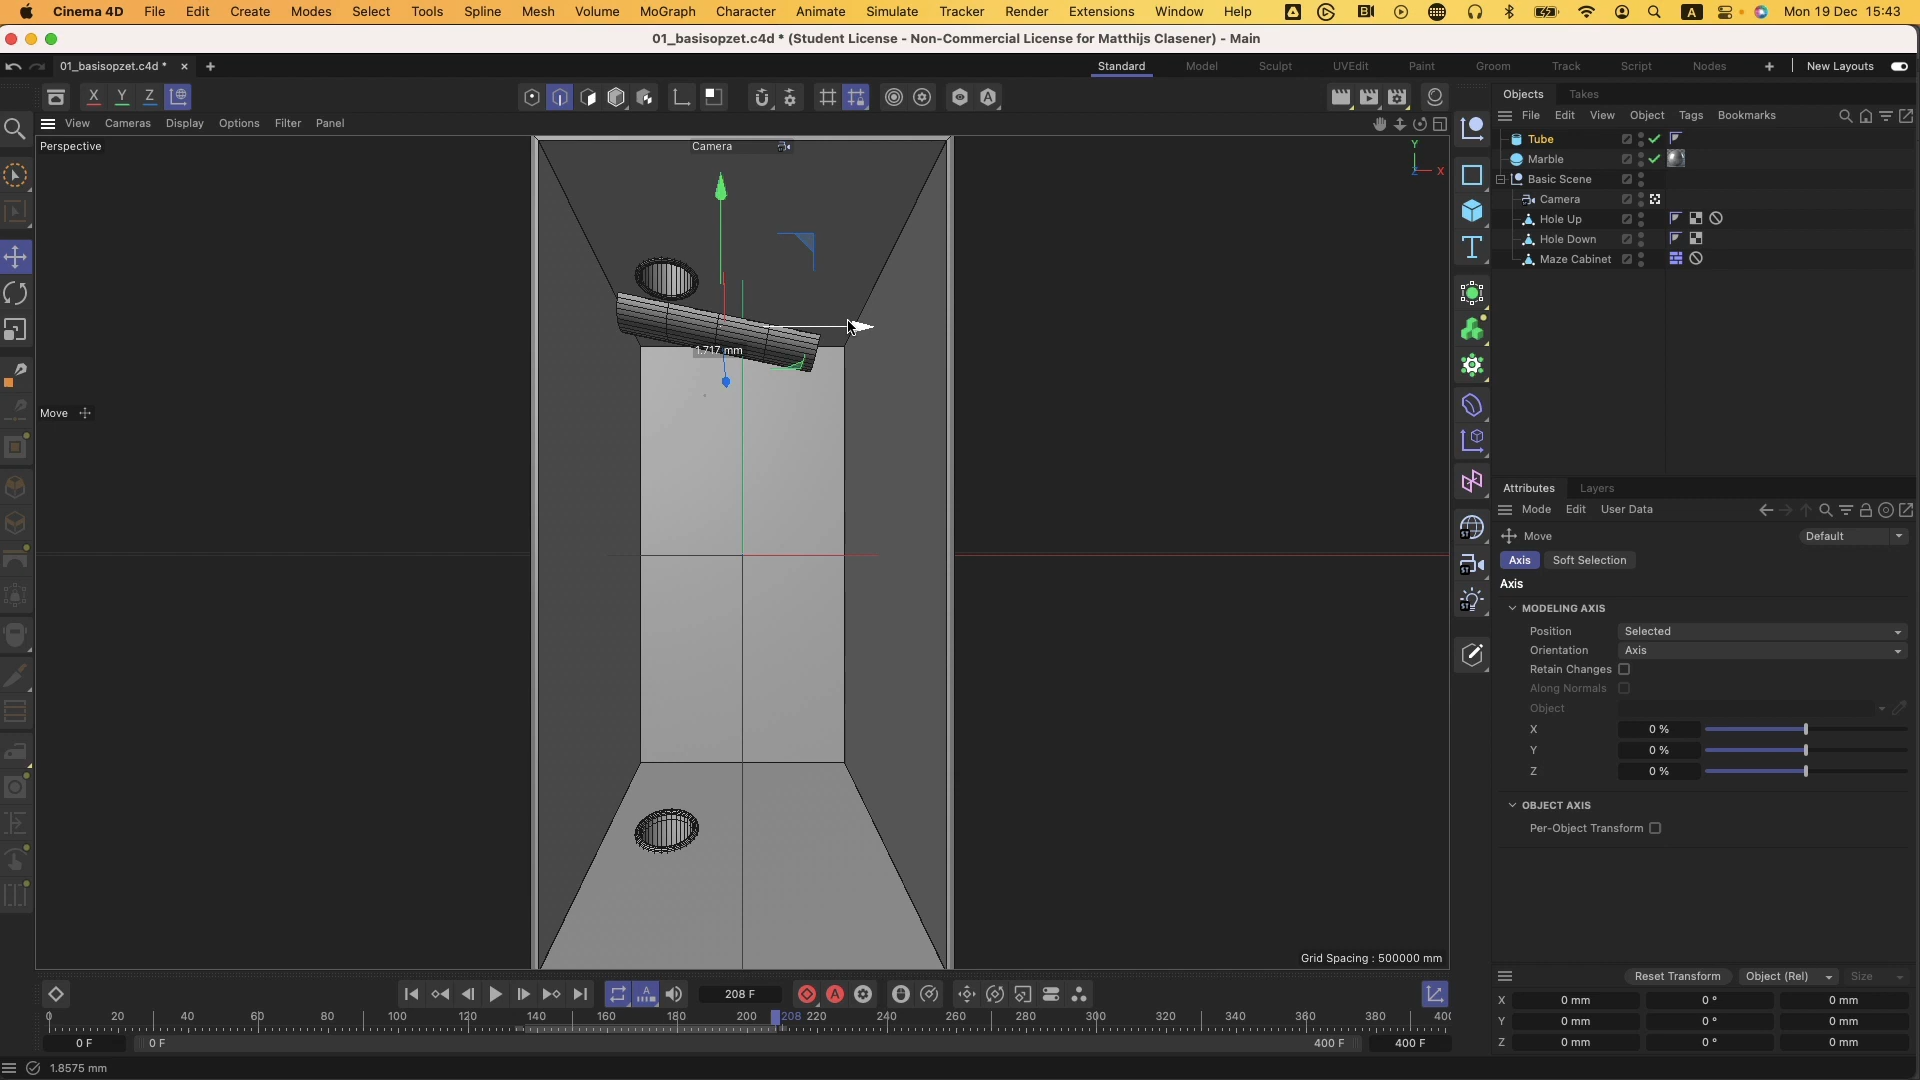 Cinema 4D File Edit Create Modes Select Tools Spline Mesh Volume MoGraph Character Animate Simulate Tracker Render Extensions Window Help A Mon 19 Dec 15:43
01_basisopzet.c4d * (Student License - Non-Commercial License for Matthijs Clasener) - Main
01_basisopzet.c4d * Standard Model Sculpt UVEdit Paint Groom Track Script Nodes New Layouts
X Y Z
Objects Takes
File Edit View Object Tags Bookmarks
View Cameras Display Options Filter Panel
Perspective
Camera
Y
X
Z
Tube
Marble
Basic Scene
Camera
Hole Up
Hole Down
Maze Cabinet
1.717 mm
Move
Attributes Layers
Mode Edit User Data
Move Default
Axis Soft Selection
Axis
MODELING AXIS
Position Selected
Orientation Axis
Retain Changes
Along Normals
Object
X 0 %
Y 0 %
Z 0 %
OBJECT AXIS
Per-Object Transform
ST
ST
ST
Grid Spacing : 500000 mm
Reset Transform Object (Rel) Size
208 F
X 0 mm 0 ° 0 mm
Y 0 mm 0 ° 0 mm
Z 0 mm 0 ° 0 mm
0 20 40 60 80 100 120 140 160 180 200 208 220 240 260 280 300 320 340 360 380 40
0 F 0 F 400 F 400 F
1.8575 mm